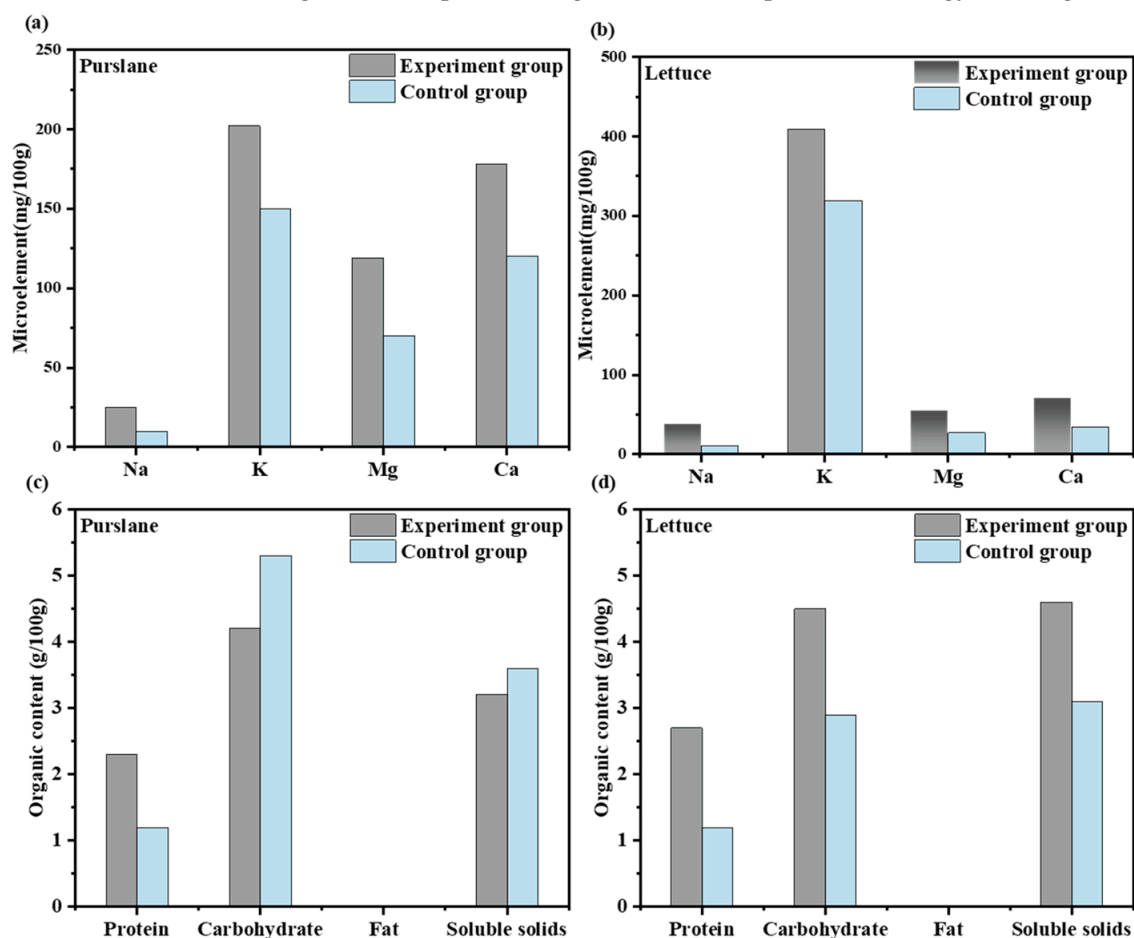 (a)
Purslane
Experiment group
Control group
Microelement(mg/100g)
250
200
150
100
50
0
Na K Mg Ca
(b)
Lettuce
Experiment group
Control group
Microelement(mg/100g)
500
400
300
200
100
0
Na K Mg Ca
(c)
Purslane
Experiment group
Control group
Organic content (g/100g)
6
5
4
3
2
1
0
Protein Carbohydrate Fat Soluble solids
(d)
Lettuce
Experiment group
Control group
Organic content (g/100g)
6
5
4
3
2
1
0
Protein Carbohydrate Fat Soluble solids